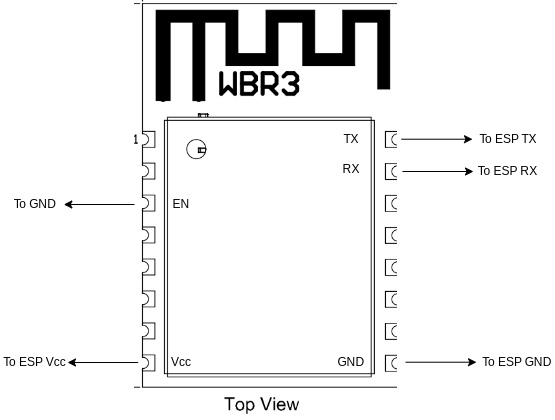 WBR3
1
TX
To ESP TX
RX
To ESP RX
To GND
EN
To ESP Vcc
Vcc
GND
To ESP GND
Top View